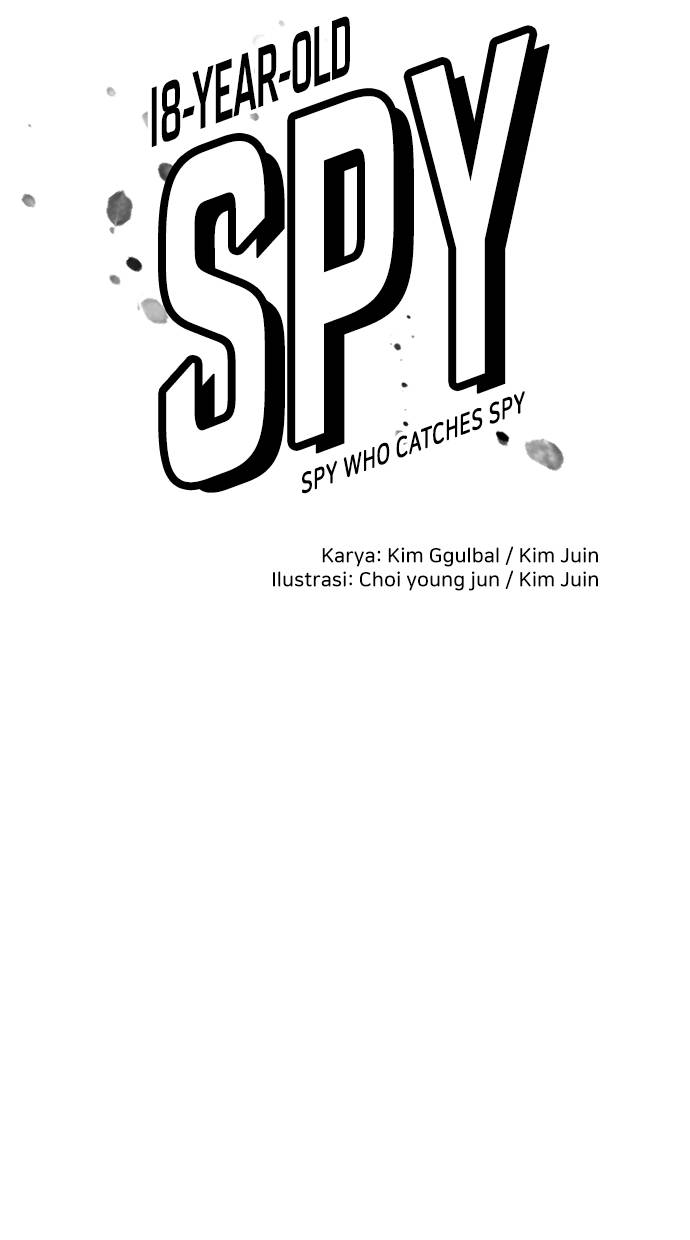 18-YEAR-OLD
SPY
SPY WHO CATCHES SPY
Karya: Kim Ggulbal / Kim Juin
Ilustrasi: Choi young jun / Kim Juin